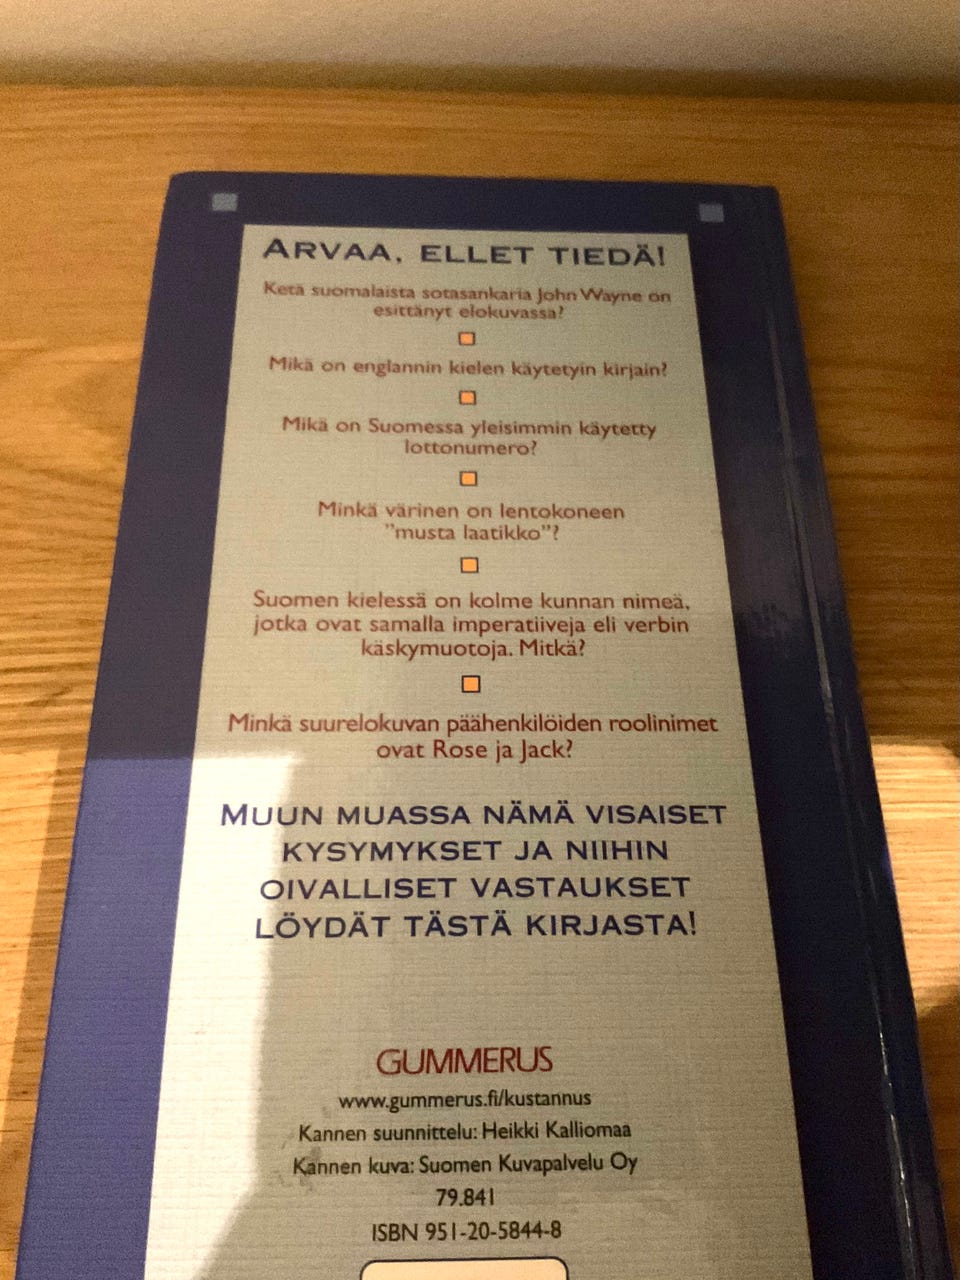 ARVAA, ELLET TIEDÄ!
Ketä suomalaista sotasankaria John Wayne on
esittänyt elokuvassa?
Mikä on englannin kielen käytetyin kirjain?
Mikä on Suomessa yleisimmin käytetty
lottonumero?
Minkä värinen on lentokoneen
”musta laatikko”?
Suomen kielessä on kolme kunnan nimeä,
jotka ovat samalla imperatiiveja eli verbin
käskymuotoja. Mitkä?
Minkä suurelokuvan päähenkilöiden roolinimet
ovat Rose ja Jack?
MUUN MUASSA NÄMÄ VISAISET
KYSYMYKSET JA NIIHIN
OIVALLISET VASTAUKSET
LÖYDÄT TÄSTÄ KIRJASTA!
GUMMERUS
www.gummerus.fi/kustannus
Kannen suunnittelu: Heikki Kalliomaa
Kannen kuva: Suomen Kuvapalvelu Oy
79.841
ISBN 951-20-5844-8